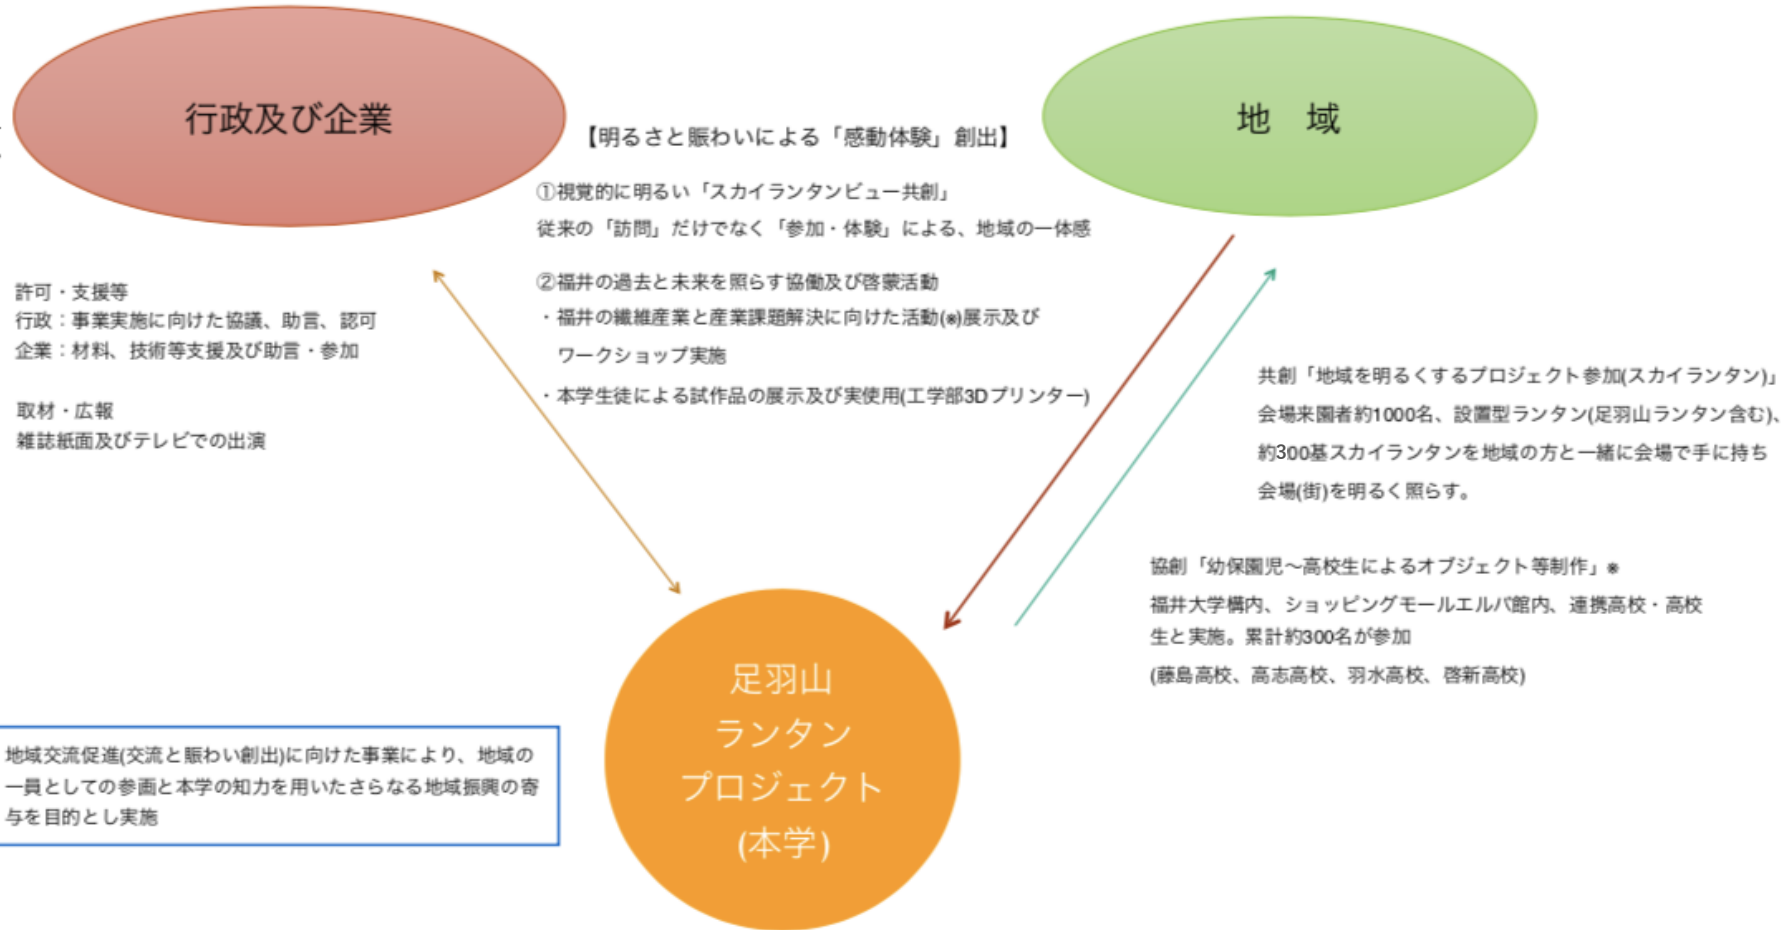 行政及び企業
地　域
【明るさと賑わいによる「感動体験」創出】
①視覚的に明るい「スカイランタンビュー共創」
従来の「訪問」だけでなく「参加・体験」による、地域の一体感
②福井の過去と未来を照らす協働及び啓蒙活動
・福井の繊維産業と産業課題解決に向けた活動(※)展示及び
ワークショップ実施
・本学生徒による試作品の展示及び実使用(工学部3Dプリンター)
許可・支援等
行政：事業実施に向けた協議、助言、認可
企業：材料、技術等支援及び助言・参加
取材・広報
雑誌紙面及びテレビでの出演
共創「地域を明るくするプロジェクト参加(スカイランタン)」
会場来園者約1000名、設置型ランタン(足羽山ランタン含む)、
約300基スカイランタンを地域の方と一緒に会場で手に持ち
会場(街)を明るく照らす。
協創「幼保園児～高校生によるオブジェクト等制作」※
福井大学構内、ショッピングモールエルパ館内、連携高校・高校
生と実施。累計約300名が参加
(藤島高校、高志高校、羽水高校、啓新高校)
足羽山
ランタン
プロジェクト
(本学)
地域交流促進(交流と賑わい創出)に向けた事業により、地域の
一員としての参画と本学の知力を用いたさらなる地域振興の寄
与を目的とし実施